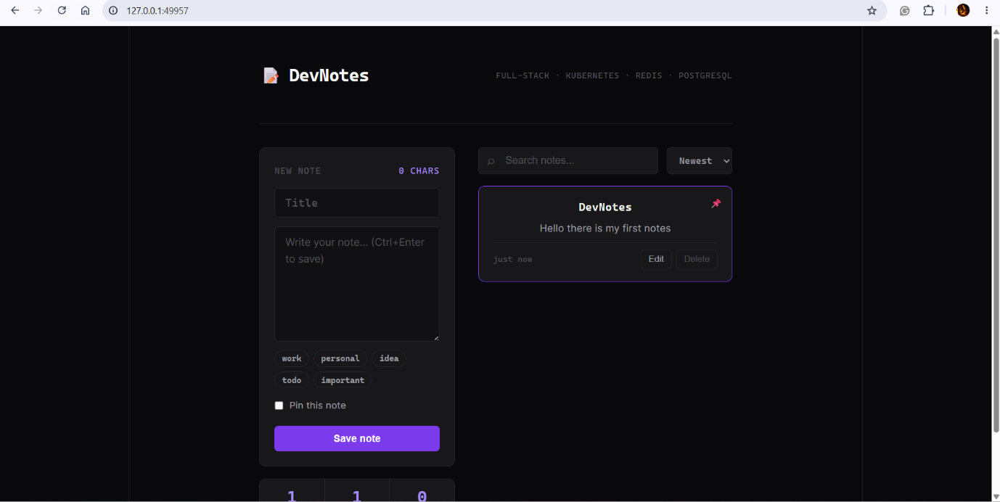 127.0.0.1:49957
DevNotes
FULL-STACK · KUBERNETES · REDIS · POSTGRESQL
NEW NOTE 0 CHARS
Title
Write your note... (Ctrl+Enter
to save)
work personal idea
todo important
Pin this note
Save note
1 1 0
Search notes... Newest
DevNotes
Hello there is my first notes
just now Edit Delete